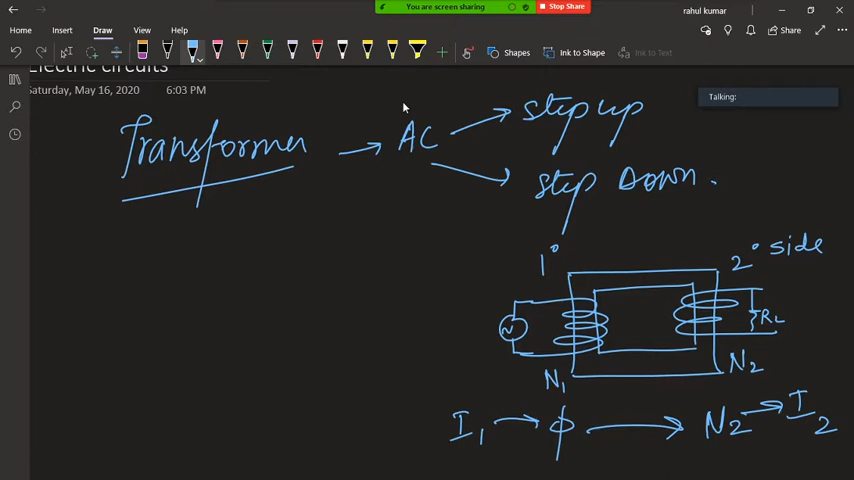 You are screen sharing
Stop Share
rahul kumar
Home Insert Draw View Help
Share
Shapes Ink to Shape Ink to Text
Electric circuits
Saturday, May 16, 2020 6:03 PM
Talking:
Transformer → AC → step up
step Down.
1° 2° side
N RL
N1 N2
I1 → ϕ → N2 → I2